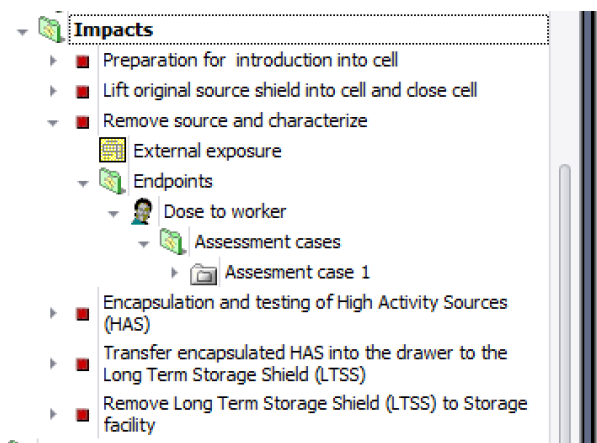 Impacts
Preparation for introduction into cell
Lift original source shield into cell and close cell
Remove source and characterize
External exposure
Endpoints
Dose to worker
Assessment cases
Assesment case 1
Encapsulation and testing of High Activity Sources
(HAS)
Transfer encapsulated HAS into the drawer to the
Long Term Storage Shield (LTSS)
Remove Long Term Storage Shield (LTSS) to Storage
facility